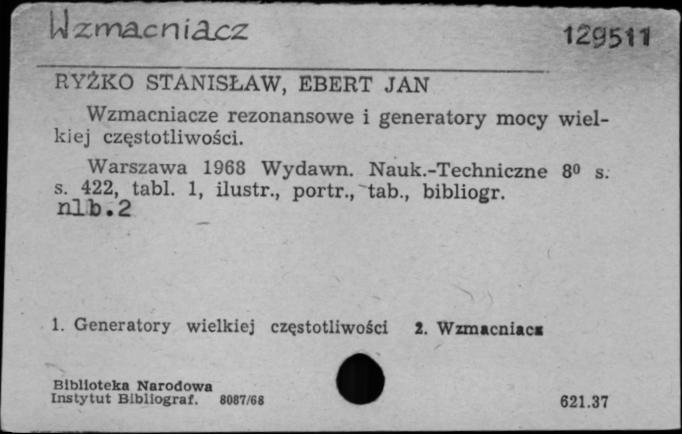 Wzmacniacz
129511
RYŻKO STANISŁAW, EBERT JAN
Wzmacniacze rezonansowe i generatory mocy wiel-
kiej częstotliwości.
Warszawa 1968 Wydawn. Nauk.-Techniczne 8⁰ s.
s. 422, tabl. 1, ilustr., portr., tab., bibliogr.
nlb.2
1. Generatory wielkiej częstotliwości 2. Wzmacniacz
Biblioteka Narodowa
Instytut Bibliograf. 8087/68
621.37